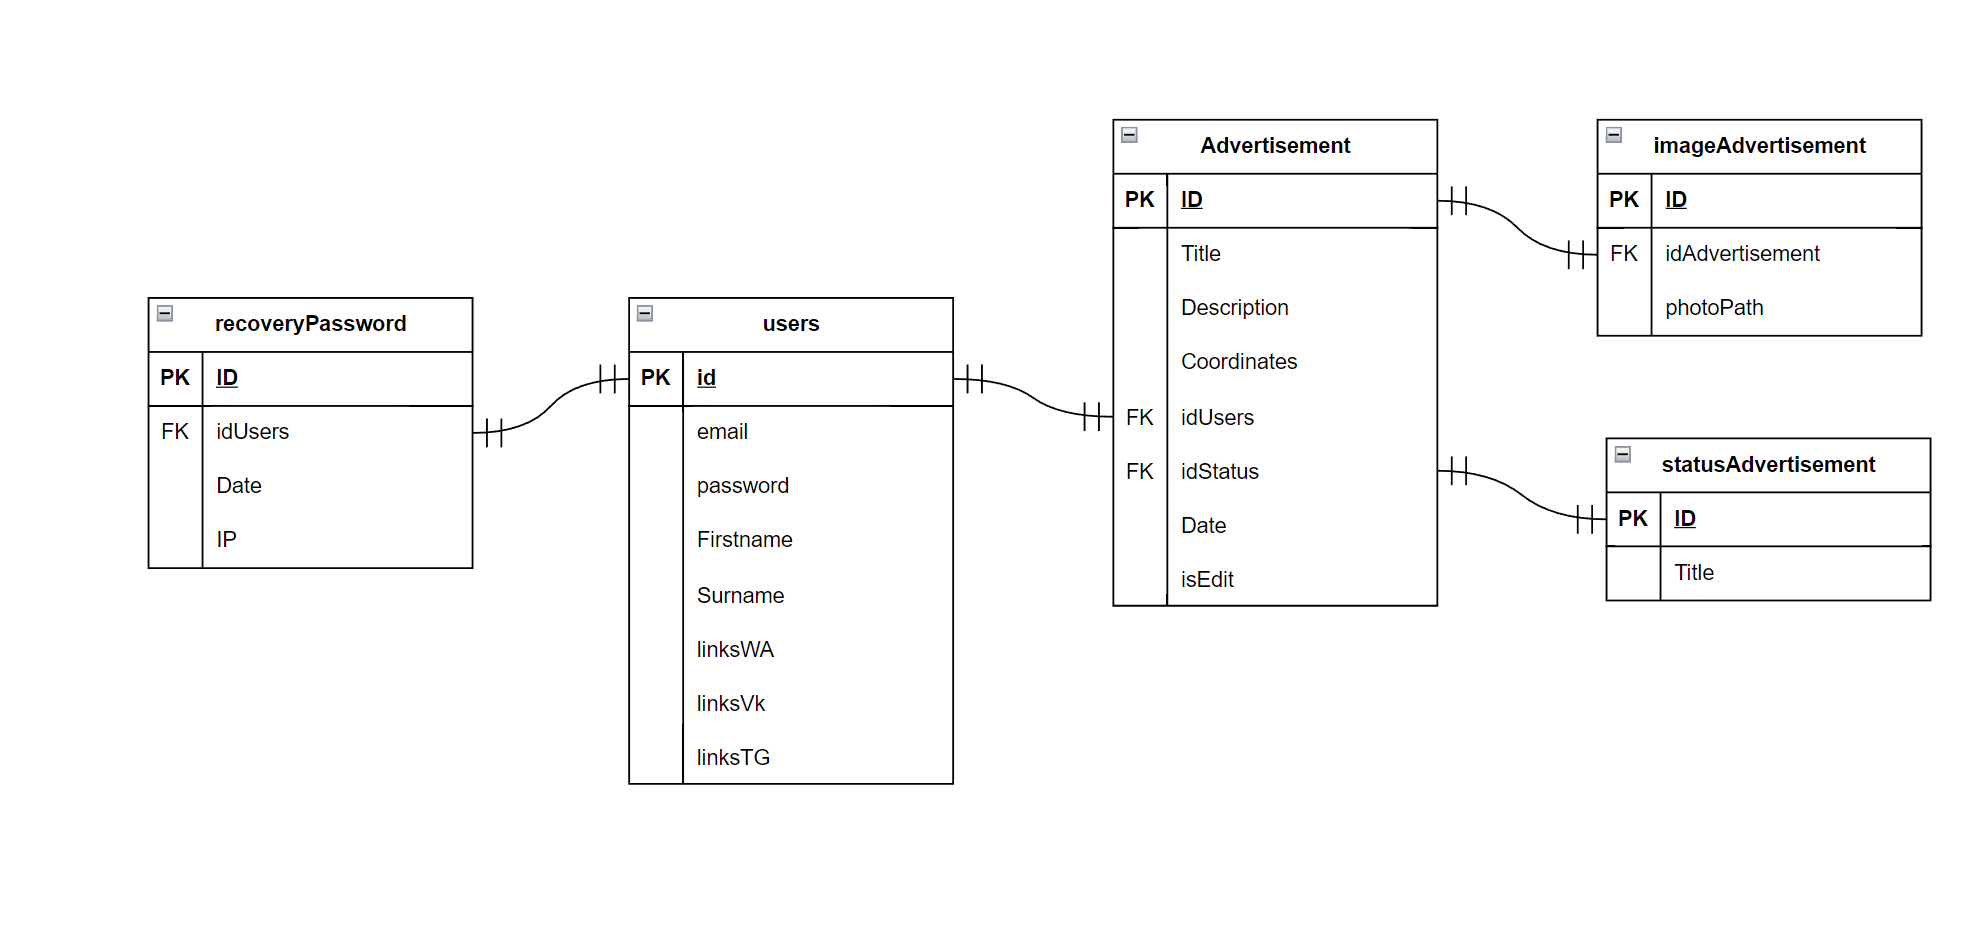 recoveryPassword
PK ID
FK idUsers
Date
IP
users
PK id
email
password
Firstname
Surname
linksWA
linksVk
linksTG
Advertisement
PK ID
Title
Description
Coordinates
FK idUsers
FK idStatus
Date
isEdit
imageAdvertisement
PK ID
FK idAdvertisement
photoPath
statusAdvertisement
PK ID
Title